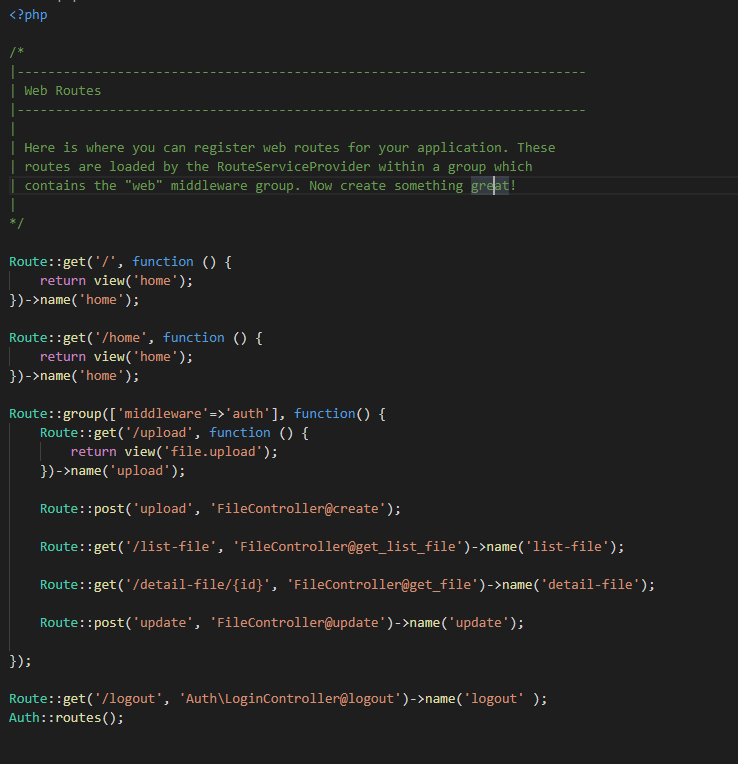 <?php
/*
|--------------------------------------------------------------------------
| Web Routes
|--------------------------------------------------------------------------
|
| Here is where you can register web routes for your application. These
| routes are loaded by the RouteServiceProvider within a group which
| contains the "web" middleware group. Now create something great!
|
*/
Route::get('/', function () {
    return view('home');
})->name('home');
Route::get('/home', function () {
    return view('home');
})->name('home');
Route::group(['middleware'=>'auth'], function() {
    Route::get('/upload', function () {
        return view('file.upload');
    })->name('upload');
    Route::post('upload', 'FileController@create');
    Route::get('/list-file', 'FileController@get_list_file')->name('list-file');
    Route::get('/detail-file/{id}', 'FileController@get_file')->name('detail-file');
    Route::post('update', 'FileController@update')->name('update');
});
Route::get('/logout', 'Auth\LoginController@logout')->name('logout' );
Auth::routes();